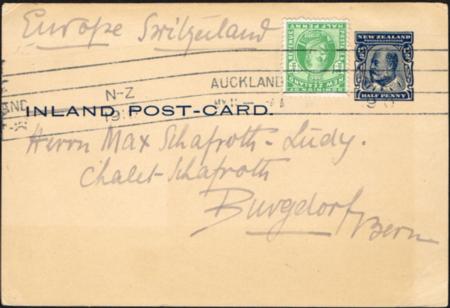 Europe Switzerland
NEW ZEALAND
HALF PENNY
AUCKLAND
N-Z
INLAND POST-CARD.
Herrn Max Schafroth-Lüdy.
Chalet-Schafroth
Burgdorf, Bern